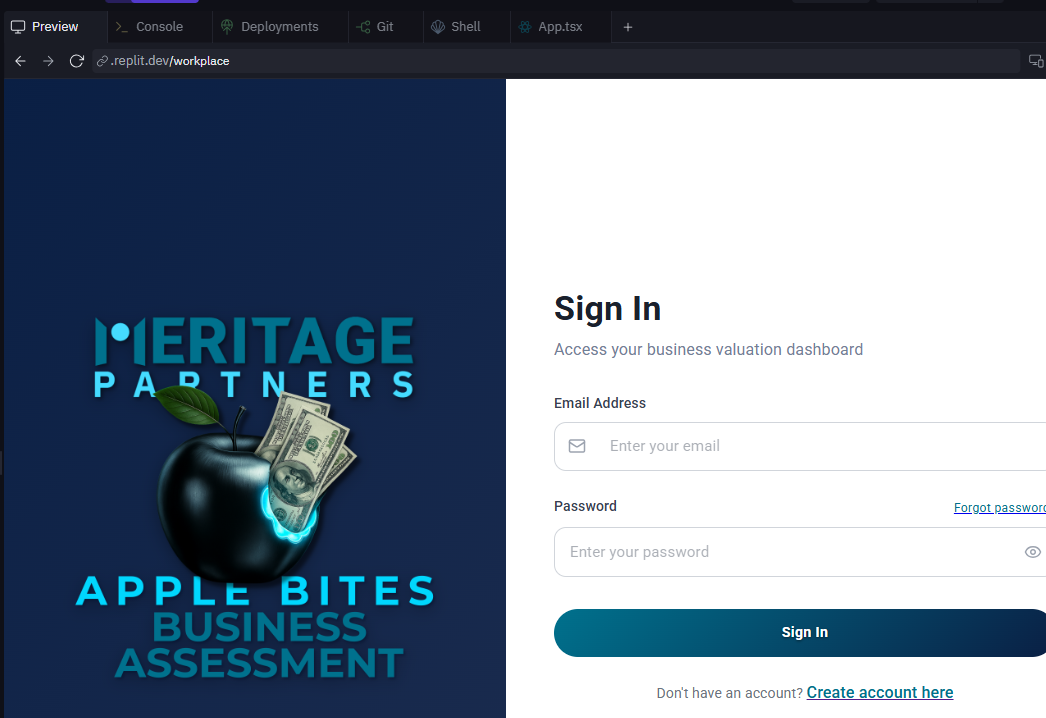 Preview
Console
Deployments
Git
Shell
App.tsx
.replit.dev/workplace
MERITAGE
PARTNERS
APPLE BITES
BUSINESS
ASSESSMENT
Sign In
Access your business valuation dashboard
Email Address
Enter your email
Password
Forgot password
Enter your password
Sign In
Don't have an account? Create account here